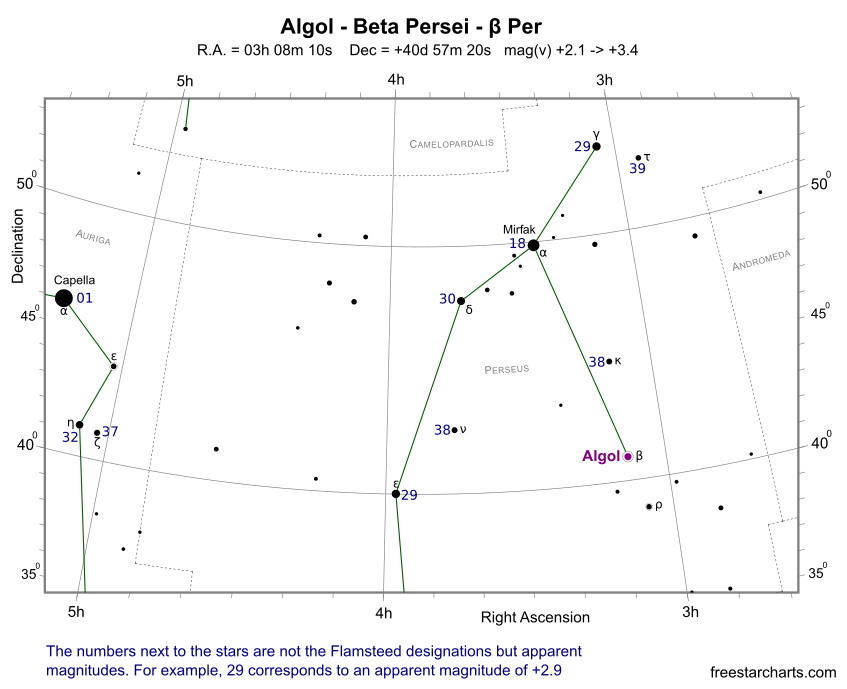 Algol - Beta Persei - β Per
R.A. = 03h 08m 10s Dec = +40d 57m 20s mag(v) +2.1 -> +3.4
5h 4h 3h
CAMELOPARDALIS
γ
29
τ
39
50⁰ 50⁰
Declination
AURIGA
Mirfak
18
α
ANDROMEDA
Capella
01
α
30
δ
45⁰ 45⁰
ε
38 κ
PERSEUS
η
32
37
ζ
38 ν
40⁰ 40⁰
Algol β
ε
29
ρ
35⁰ 35⁰
5h 4h 3h
Right Ascension
The numbers next to the stars are not the Flamsteed designations but apparent
magnitudes. For example, 29 corresponds to an apparent magnitude of +2.9
freestarcharts.com